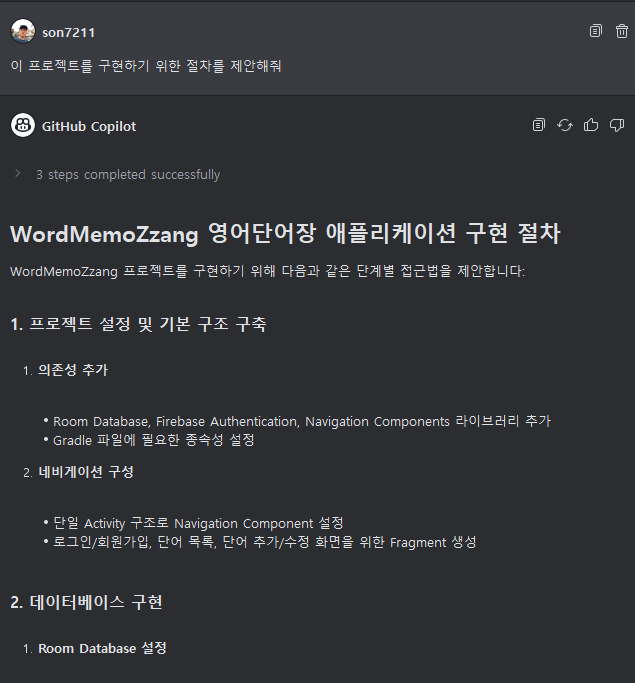 son7211
이 프로젝트를 구현하기 위한 절차를 제안해줘
GitHub Copilot
3 steps completed successfully
WordMemoZzang 영어단어장 애플리케이션 구현 절차
WordMemoZzang 프로젝트를 구현하기 위해 다음과 같은 단계별 접근법을 제안합니다:
1. 프로젝트 설정 및 기본 구조 구축
1. 의존성 추가
• Room Database, Firebase Authentication, Navigation Components 라이브러리 추가
• Gradle 파일에 필요한 종속성 설정
2. 네비게이션 구성
• 단일 Activity 구조로 Navigation Component 설정
• 로그인/회원가입, 단어 목록, 단어 추가/수정 화면을 위한 Fragment 생성
2. 데이터베이스 구현
1. Room Database 설정